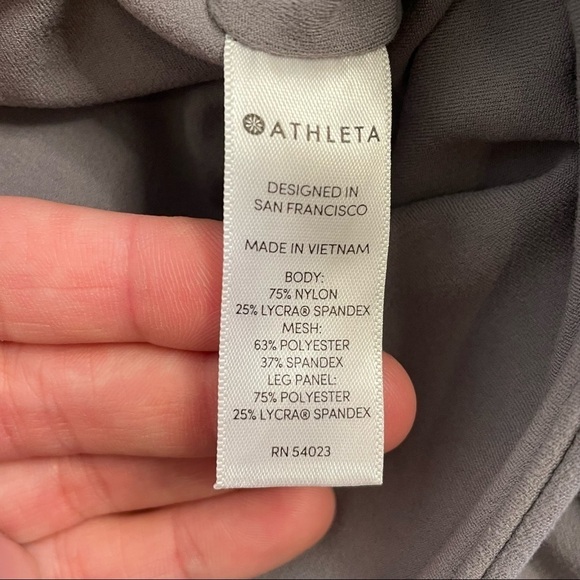 ATHLETA
DESIGNED IN
SAN FRANCISCO
MADE IN VIETNAM
BODY:
75% NYLON
25% LYCRA® SPANDEX
MESH:
63% POLYESTER
37% SPANDEX
LEG PANEL:
75% POLYESTER
25% LYCRA® SPANDEX
RN 54023